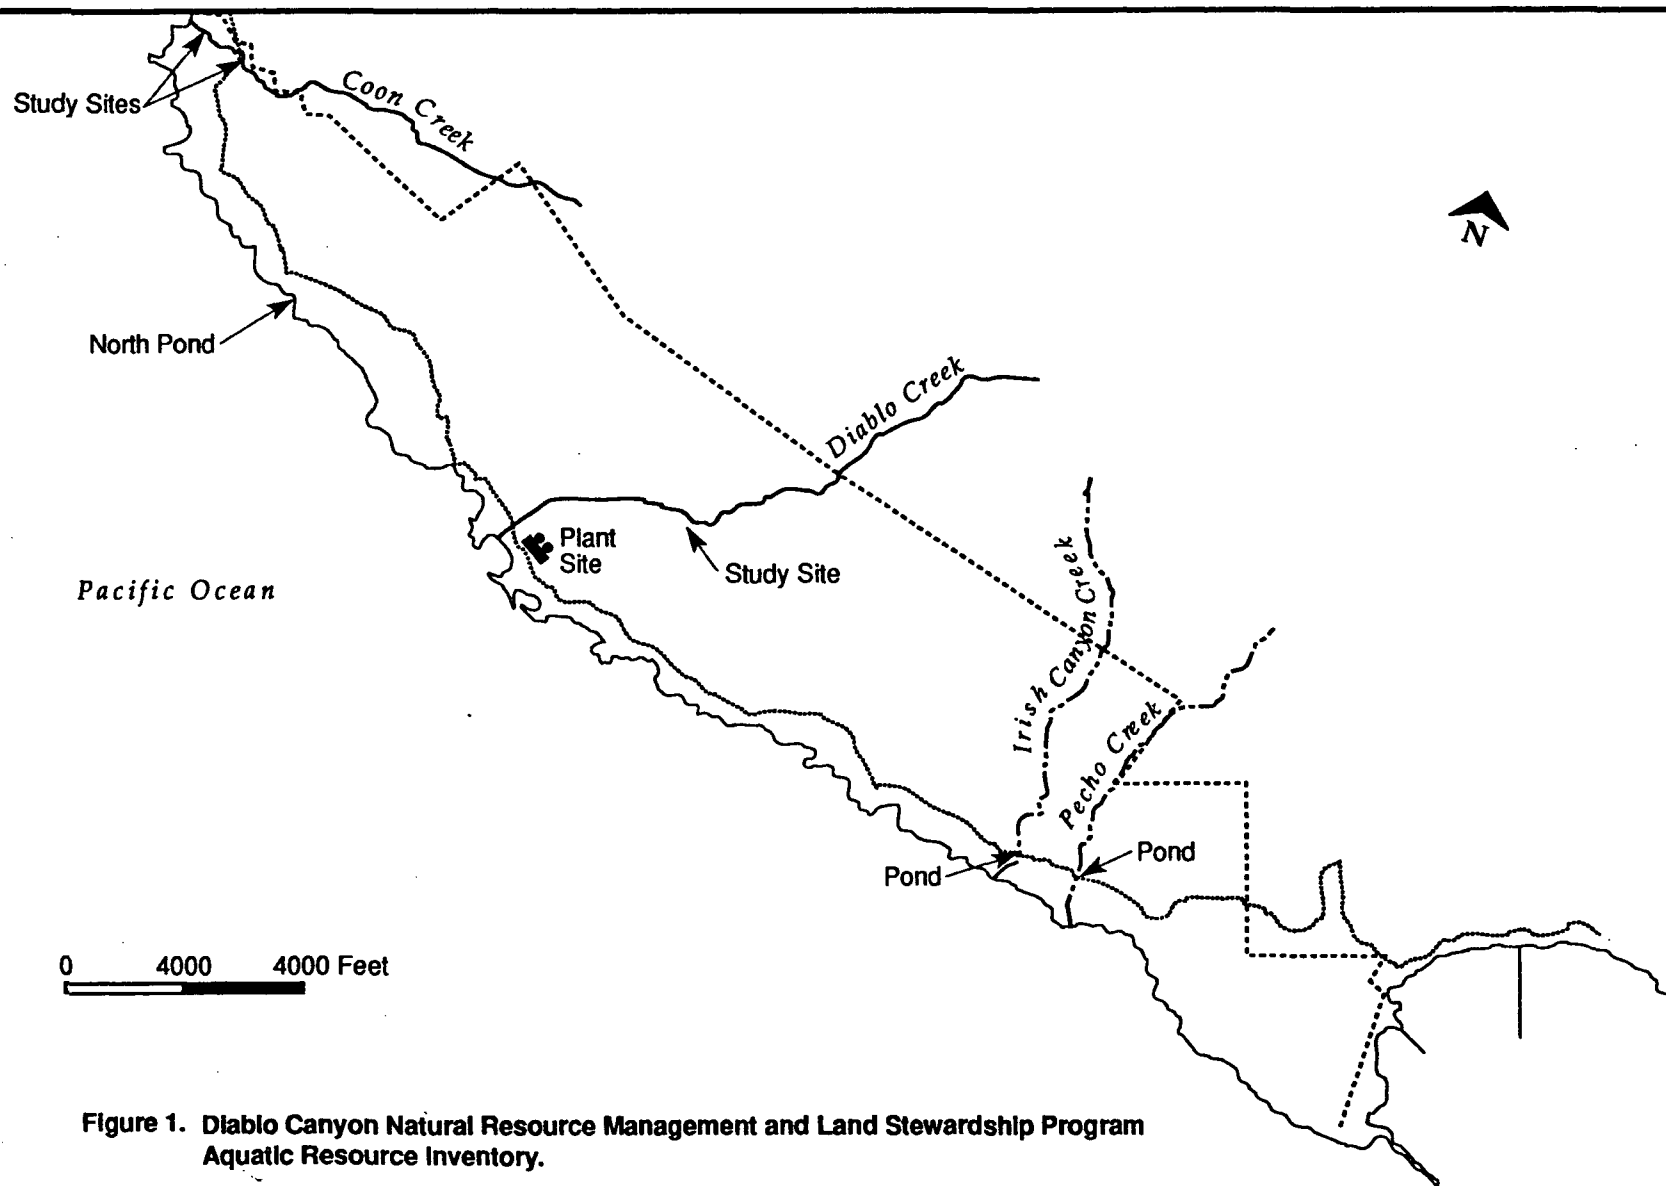 Coon Creek
Study Sites
N
North Pond
Diablo Creek
Plant
Site
Study Site
Pacific Ocean
Irish Canyon Creek
Pecho Creek
Pond
Pond
0 4000 4000 Feet
Figure 1. Diablo Canyon Natural Resource Management and Land Stewardship Program
Aquatic Resource Inventory.